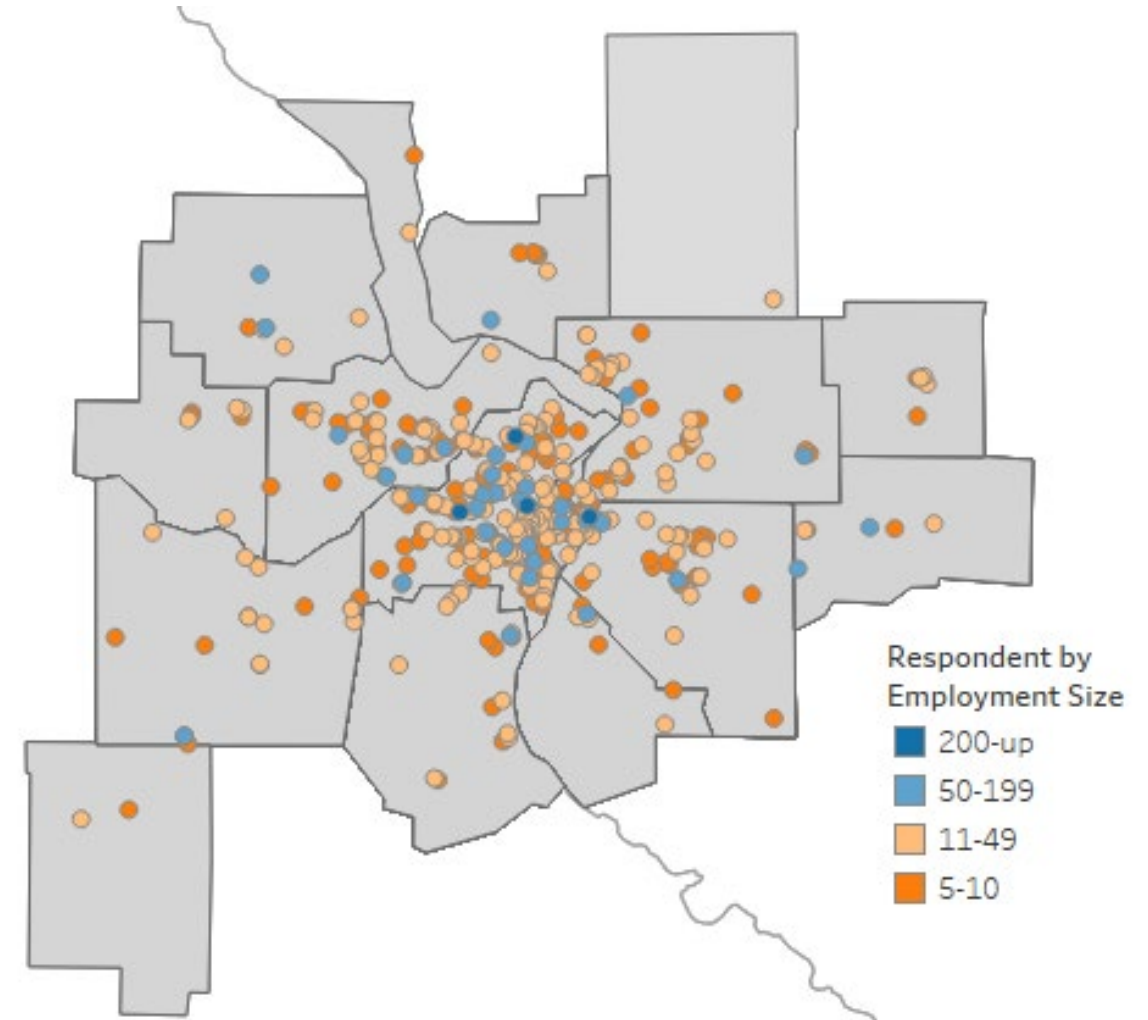 Respondent by
Employment Size
200-up
50-199
11-49
5-10